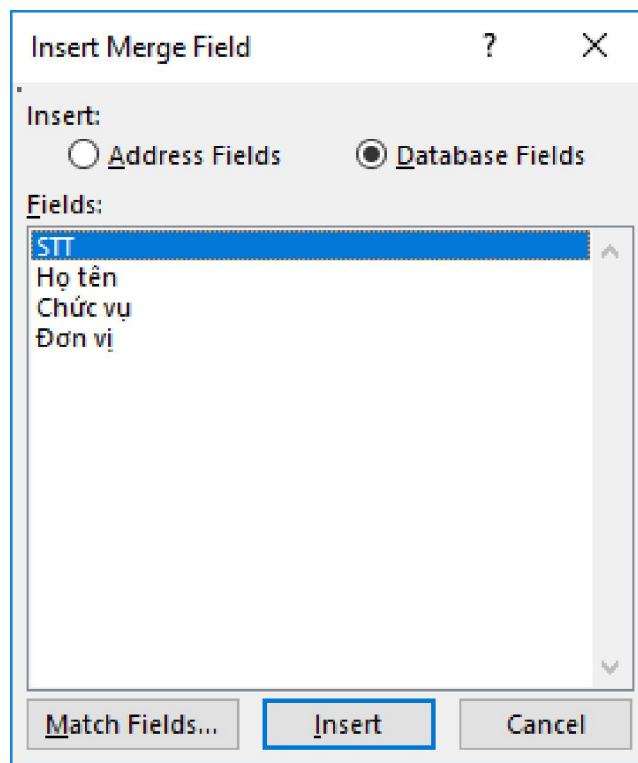 Insert Merge Field ?
Insert:
Address Fields Database Fields
Fields:
STT
Họ tên
Chức vụ
Đơn vị
Match Fields... Insert Cancel